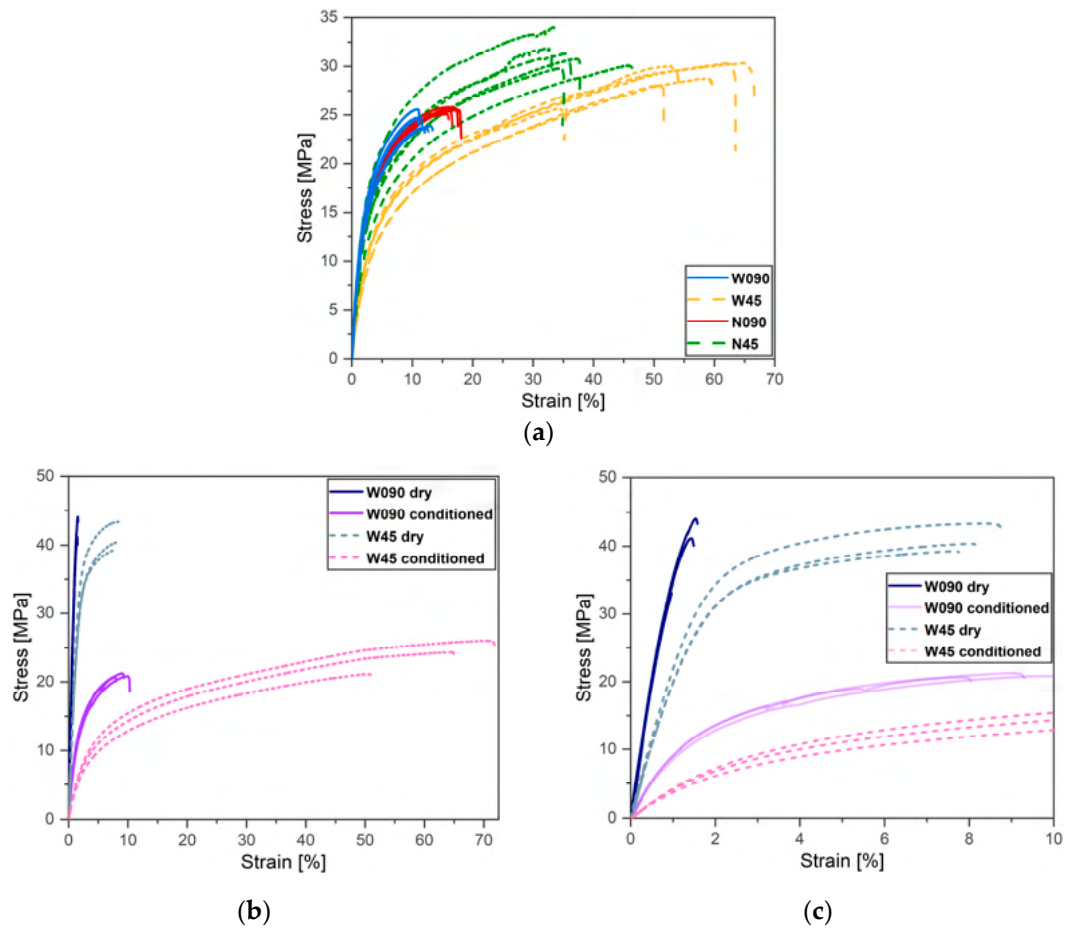 35
30
25
20
15
10
5
0
Stress [MPa]
W090
W45
N090
N45
0 10 20 30 40 50 60 70
Strain [%]
(a)
50
40
30
20
10
0
Stress [MPa]
W090 dry
W090 conditioned
W45 dry
W45 conditioned
0 10 20 30 40 50 60 70
Strain [%]
(b)
50
40
30
20
10
0
Stress [MPa]
W090 dry
W090 conditioned
W45 dry
W45 conditioned
0 2 4 6 8 10
Strain [%]
(c)